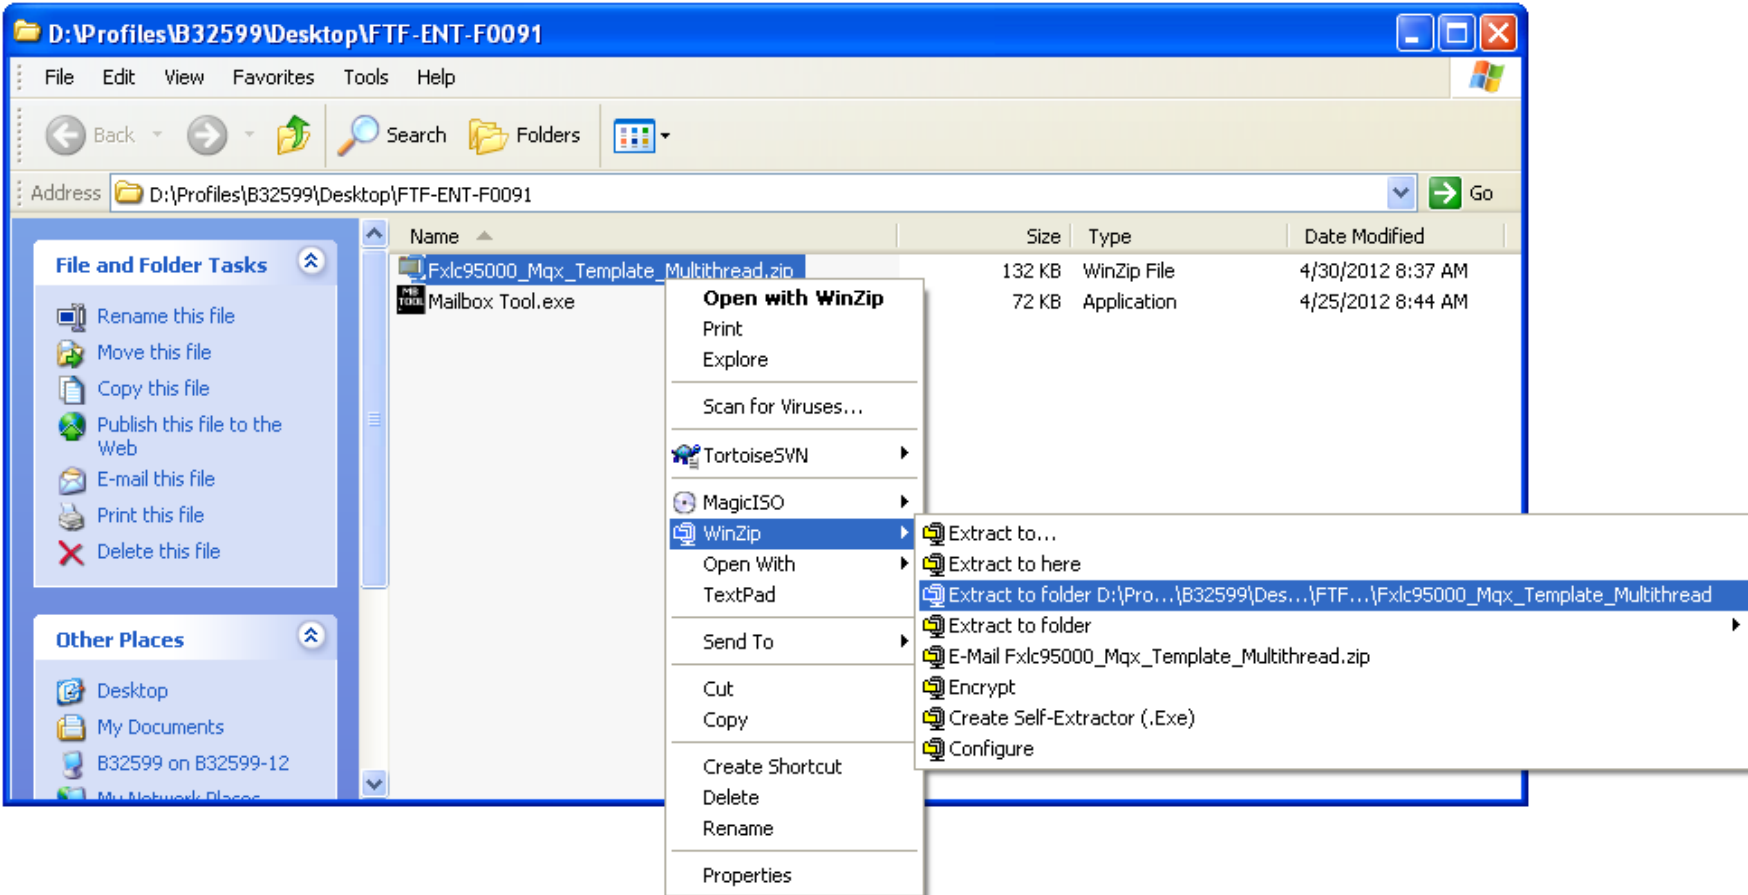 D:\Profiles\B32599\Desktop\FTF-ENT-F0091
File Edit View Favorites Tools Help
Back Search Folders
Address D:\Profiles\B32599\Desktop\FTF-ENT-F0091 Go
Name Size Type Date Modified
Fxlc95000_Mqx_Template_Multithread.zip 132 KB WinZip File 4/30/2012 8:37 AM
MB TOOL Mailbox Tool.exe 72 KB Application 4/25/2012 8:44 AM
File and Folder Tasks
Rename this file
Move this file
Copy this file
Publish this file to the
Web
E-mail this file
Print this file
Delete this file
Other Places
Desktop
My Documents
B32599 on B32599-12
My Network Places
Open with WinZip
Print
Explore
Scan for Viruses...
TortoiseSVN
MagicISO
WinZip
Open With
TextPad
Send To
Cut
Copy
Create Shortcut
Delete
Rename
Properties
Extract to...
Extract to here
Extract to folder D:\Pro...\B32599\Des...\FTF...\Fxlc95000_Mqx_Template_Multithread
Extract to folder
E-Mail Fxlc95000_Mqx_Template_Multithread.zip
Encrypt
Create Self-Extractor (.Exe)
Configure